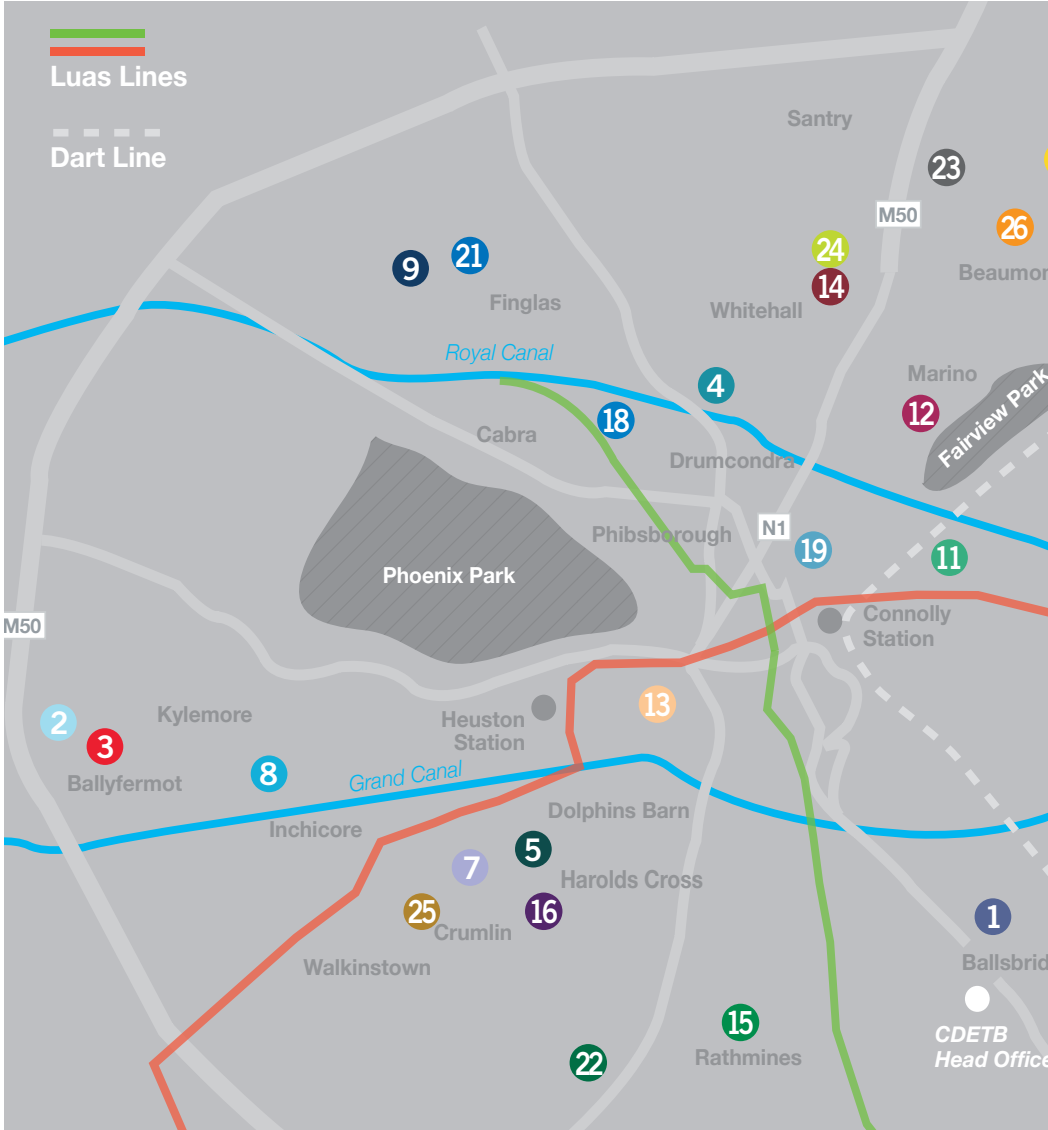 Luas Lines
Dart Line
Santry
23
M50
26
24
9
21
Beaumon
14
Finglas
Whitehall
Royal Canal
4
Marino
12
18
Fairview Park
Cabra
Drumcondra
N1
Phibsborough
19
11
Phoenix Park
Connolly
Station
M50
13
2
Kylemore
Heuston
Station
3
8
Ballyfermot
Grand Canal
Dolphins Barn
Inchicore
5
7
Harolds Cross
25
16
1
Crumlin
Walkinstown
Ballsbrid
15
CDETB
Head Office
22
Rathmines